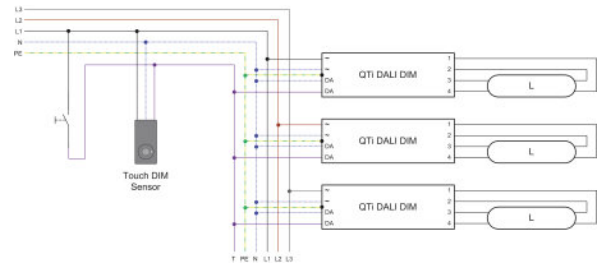 L3
L2
L1
N
PE
~ QTi DALI DIM 1
~ 2
DA 3
DA 4
L
~ QTi DALI DIM 1
~ 2
DA 3
DA 4
L
Touch DIM
Sensor
~ QTi DALI DIM 1
~ 2
DA 3
DA 4
L
T PE N L1 L2 L3